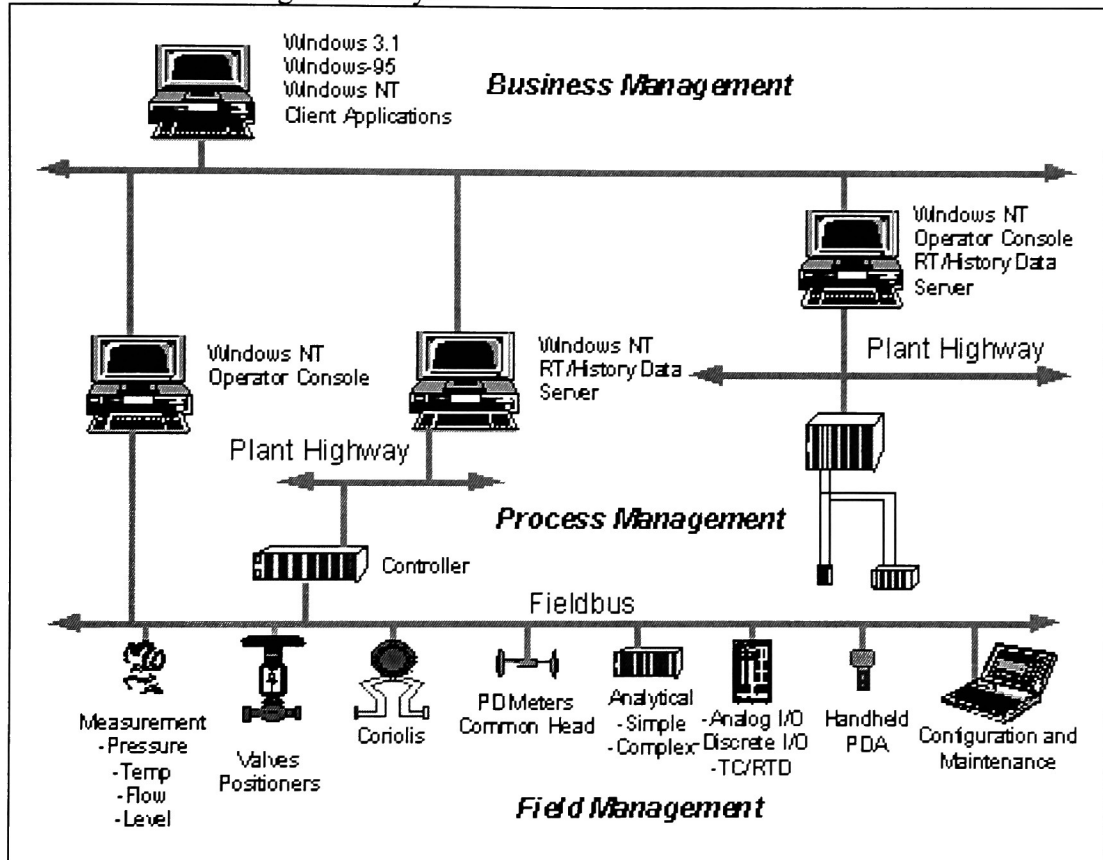 Windows 3.1
Windows-95
Windows NT
Client Applications
Business Management
Windows NT
Operator Console
RT/History Data
Server
Windows NT
Operator Console
Windows NT
RT/History Data
Server
Plant Highway
Plant Highway
Process Management
Controller
Fieldbus
Measurement
-Pressure
-Temp
-Flow
-Level
Valves
Positioners
Coriolis
PD Meters
Common Head
Analytical
-Simple
-Complex
-Analog I/O
Discrete I/O
-TC/RTD
Handheld
PDA
Configuration and
Maintenance
Field Management